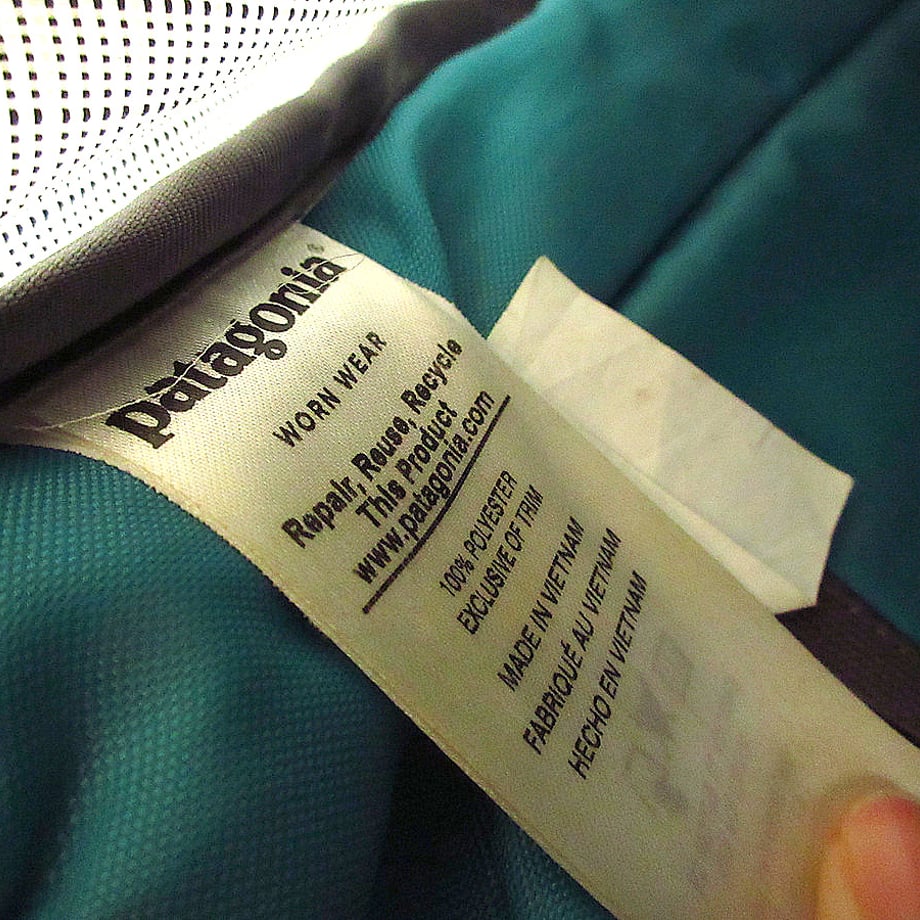 patagonia®
WORN WEAR
Repair, Reuse, Recycle
This Product
www.patagonia.com
100% POLYESTER
EXCLUSIVE OF TRIM
MADE IN VIETNAM
FABRIQUÉ AU VIETNAM
HECHO EN VIETNAM